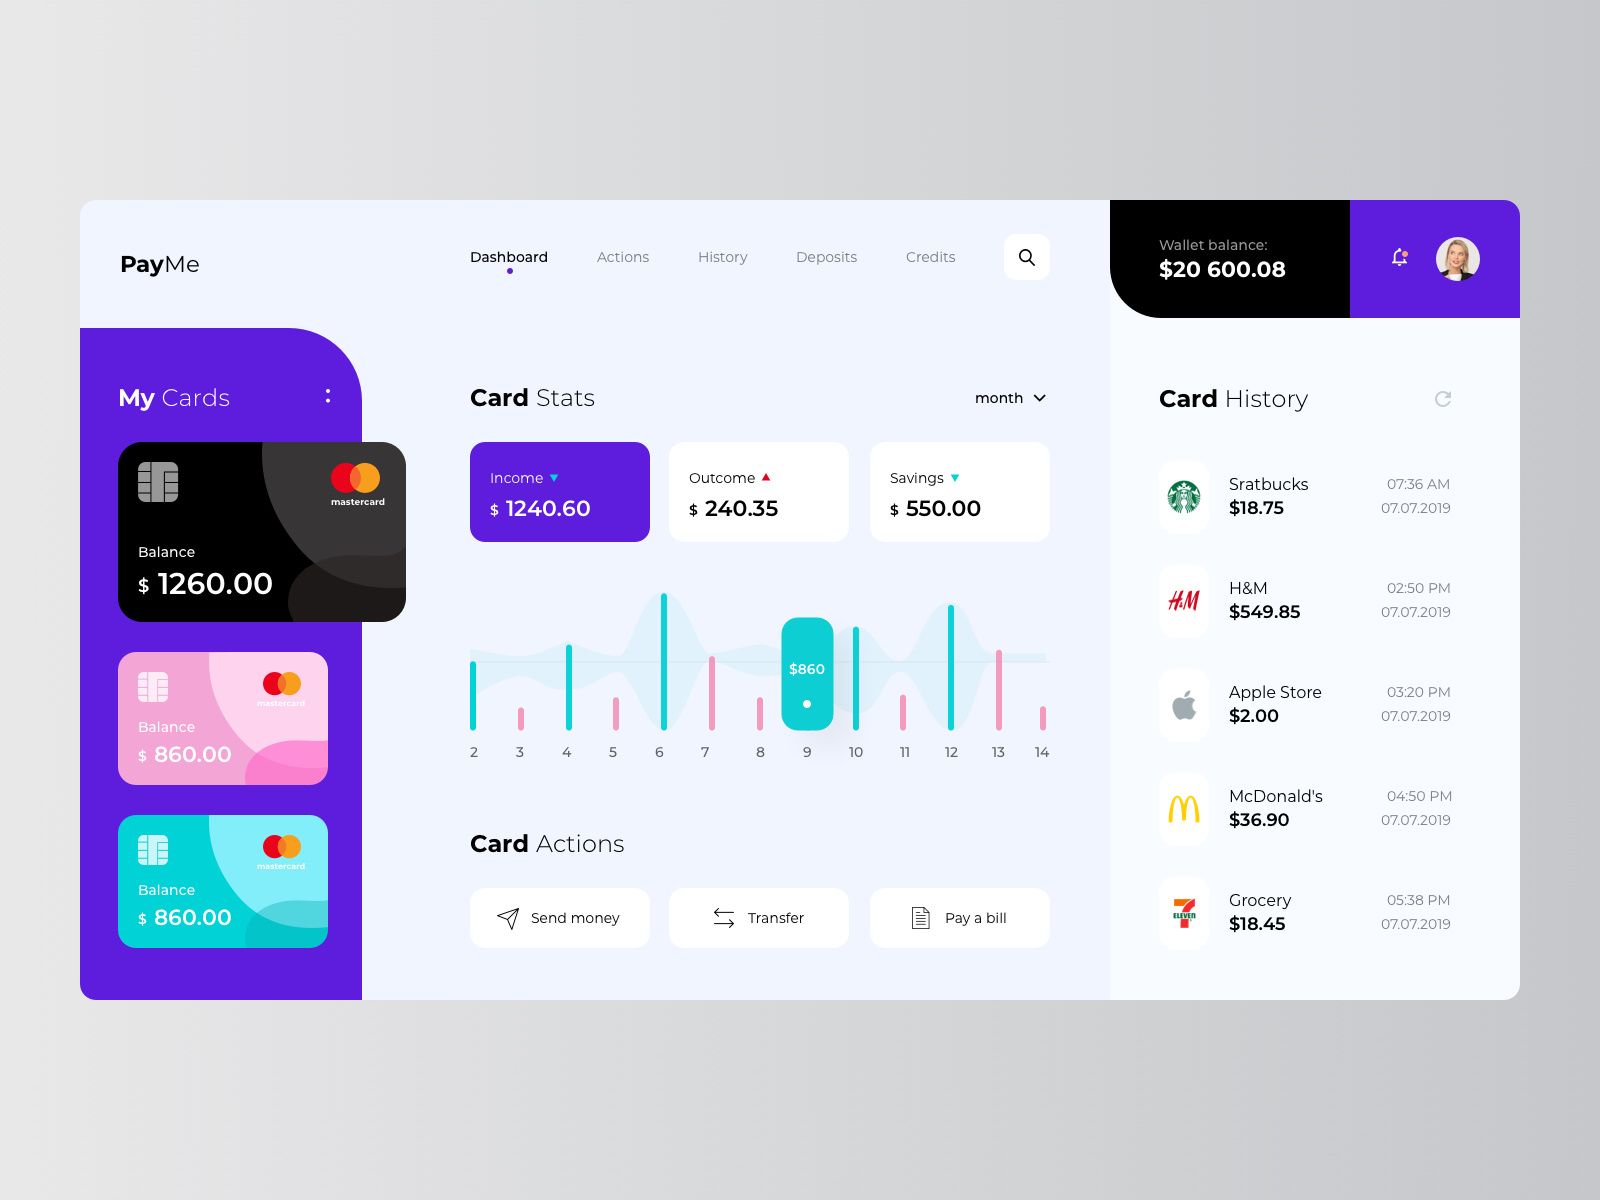 PayMe
Dashboard
Actions
History
Deposits
Credits
Wallet balance:
$20 600.08
My Cards
mastercard
Balance
$ 1260.00
mastercard
Balance
$ 860.00
mastercard
Balance
$ 860.00
Card Stats
month
Income
$ 1240.60
Outcome
$ 240.35
Savings
$ 550.00
$860
2 3 4 5 6 7 8 9 10 11 12 13 14
Card Actions
Send money
Transfer
Pay a bill
Card History
Sratbucks
07:36 AM
$18.75
07.07.2019
H&M
H&M
02:50 PM
$549.85
07.07.2019
Apple Store
03:20 PM
$2.00
07.07.2019
McDonald's
04:50 PM
$36.90
07.07.2019
7
ELEVEN
Grocery
05:38 PM
$18.45
07.07.2019